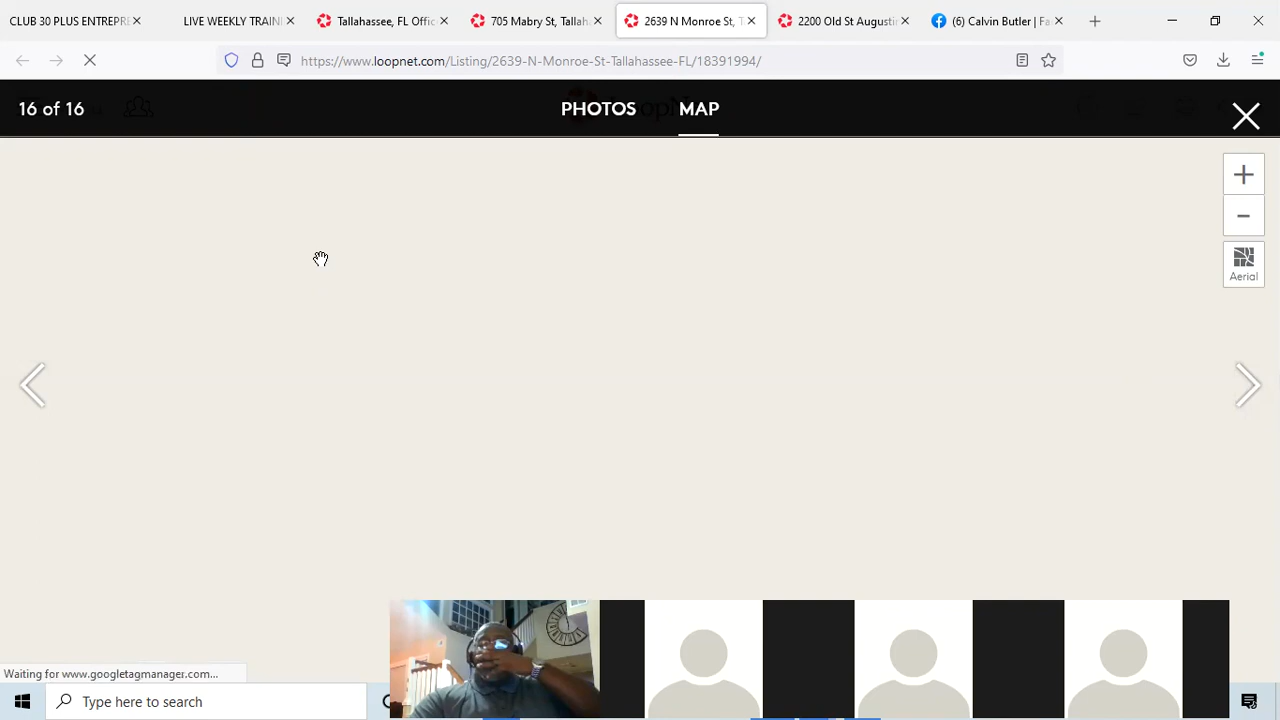 CLUB 30 PLUS ENTREPRE
LIVE WEEKLY TRAINI
Tallahassee, FL Offic
705 Mabry St, Tallah
2639 N Monroe St, T
2200 Old St Augustin
(6) Calvin Butler | Fa
https://www.loopnet.com/Listing/2639-N-Monroe-St-Tallahassee-FL/18391994/
16 of 16
PHOTOS
MAP
Aerial
Waiting for www.googletagmanager.com...
Type here to search